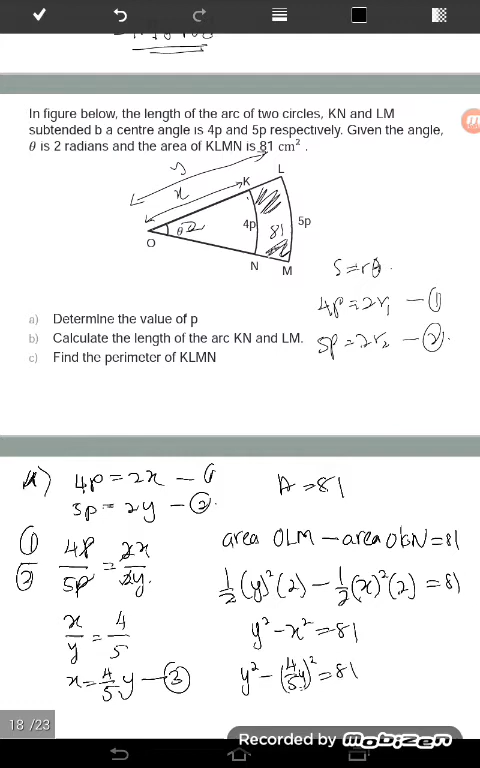 In figure below, the length of the arc of two circles, KN and LM
subtended b a centre angle is 4p and 5p respectively. Given the angle,
θ is 2 radians and the area of KLMN is 81 cm².
y
x
L
K
θ=2
4p
81
5p
O
N
M
S=rθ.
4p=2r₁ —①
5p=2r₂ —②.
a) Determine the value of p
b) Calculate the length of the arc KN and LM.
c) Find the perimeter of KLMN
a) 4p=2x —①
5p=2y —②.
A=81
①/② 4p/5p=2x/2y.
area OLM — area OKN=81
½(y)²(2) — ½(x)²(2)=81
x/y=4/5
y²-x²=81
x=4/5y —③
y²-(4/5y)²=81
18 /23
Recorded by mobizen